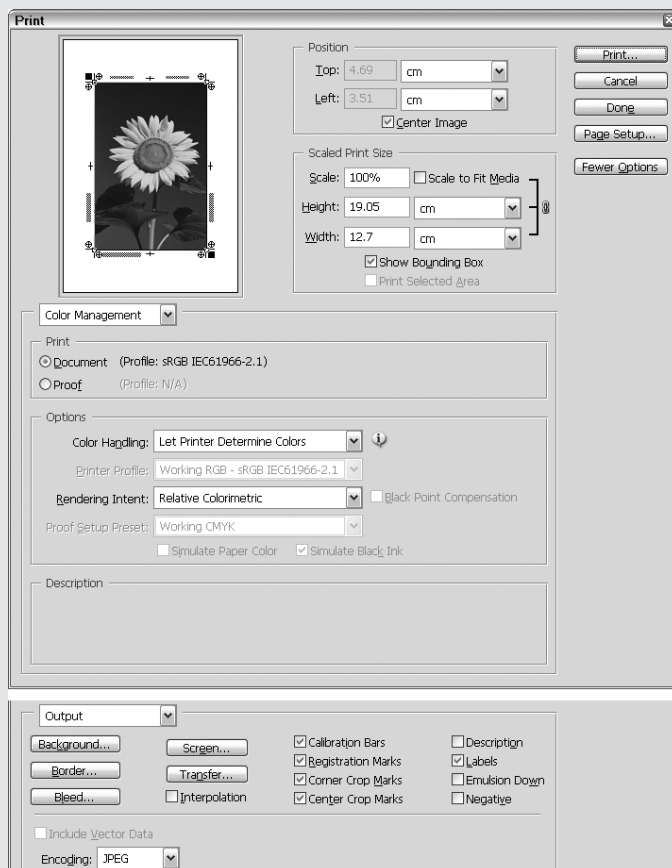 Print
Position
Top: 4.69 cm
Left: 3.51 cm
Center Image
Print...
Cancel
Done
Page Setup...
Fewer Options
Scaled Print Size
Scale: 100% Scale to Fit Media
Height: 19.05 cm
Width: 12.7 cm
Show Bounding Box
Print Selected Area
Color Management
Print
Document (Profile: sRGB IEC61966-2.1)
Proof (Profile: N/A)
Options
Color Handling: Let Printer Determine Colors
Printer Profile: Working RGB - sRGB IEC61966-2.1
Rendering Intent: Relative Colorimetric Black Point Compensation
Proof Setup Preset: Working CMYK
Simulate Paper Color Simulate Black Ink
Description
Output
Background... Screen... Calibration Bars Description
Registration Marks Labels
Border... Transfer... Corner Crop Marks Emulsion Down
Bleed... Interpolation Center Crop Marks Negative
Include Vector Data
Encoding: JPEG